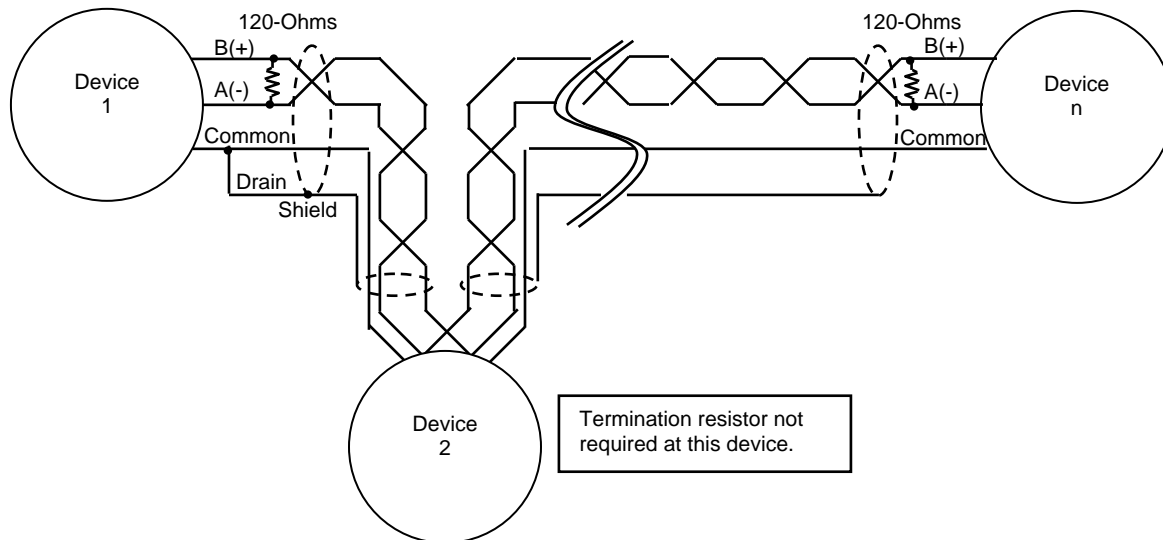 120-Ohms
B(+)
Device
1
A(-)
Common
Drain
Shield
120-Ohms
B(+)
A(-)
Device
n
Common
Device
2
Termination resistor not
required at this device.